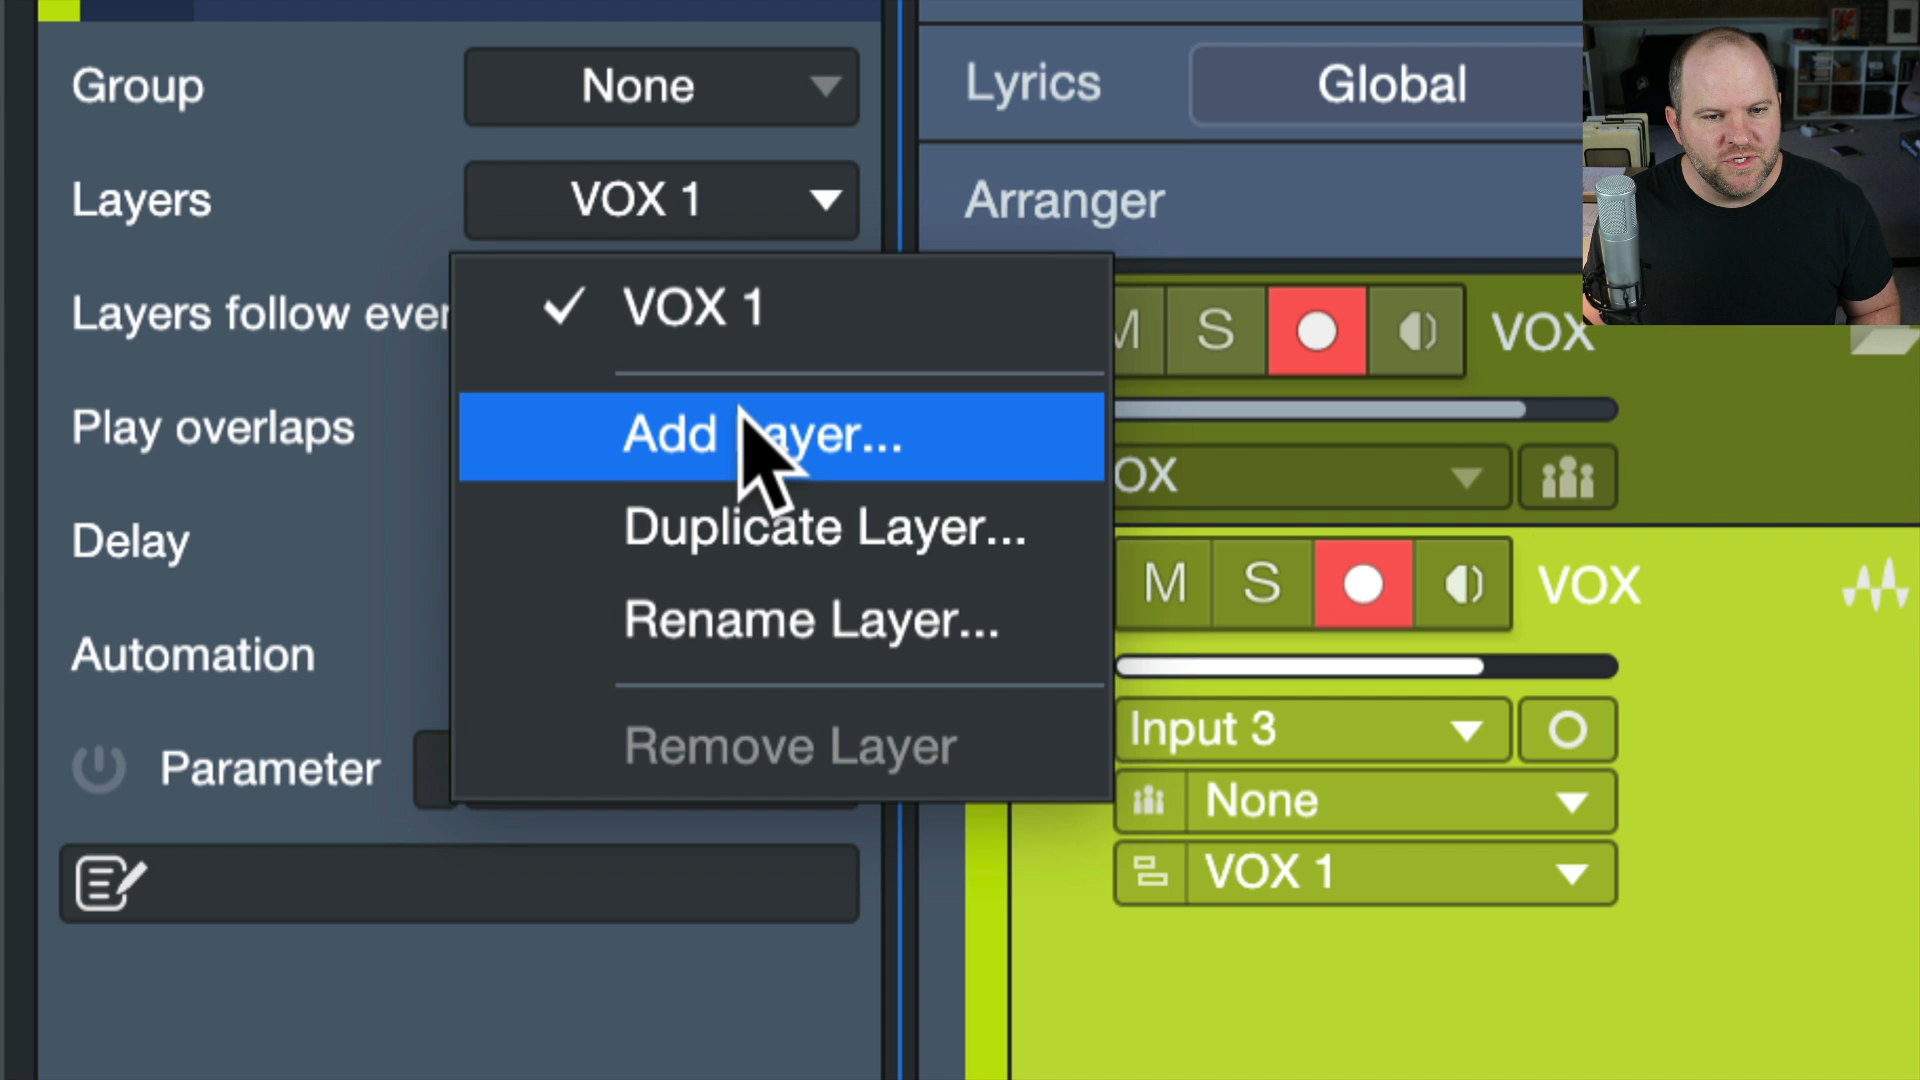 Group
None
Lyrics
Global
Layers
VOX 1
Arranger
Layers follow ever
VOX 1
M S
VOX
Play overlaps
Add Layer...
OX
Delay
Duplicate Layer...
M S
VOX
Rename Layer...
Automation
Input 3
Remove Layer
Parameter
None
VOX 1